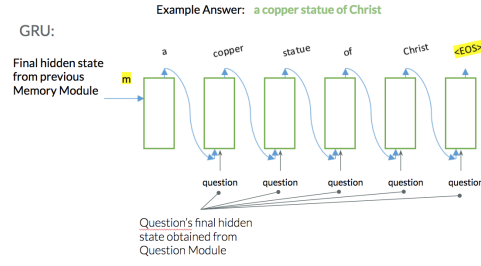 Example Answer: a copper statue of Christ
GRU:
Final hidden state
from previous
Memory Module
m
a
copper
statue
of
Christ
<EOS>
question
question
question
question
question
Question's final hidden
state obtained from
Question Module